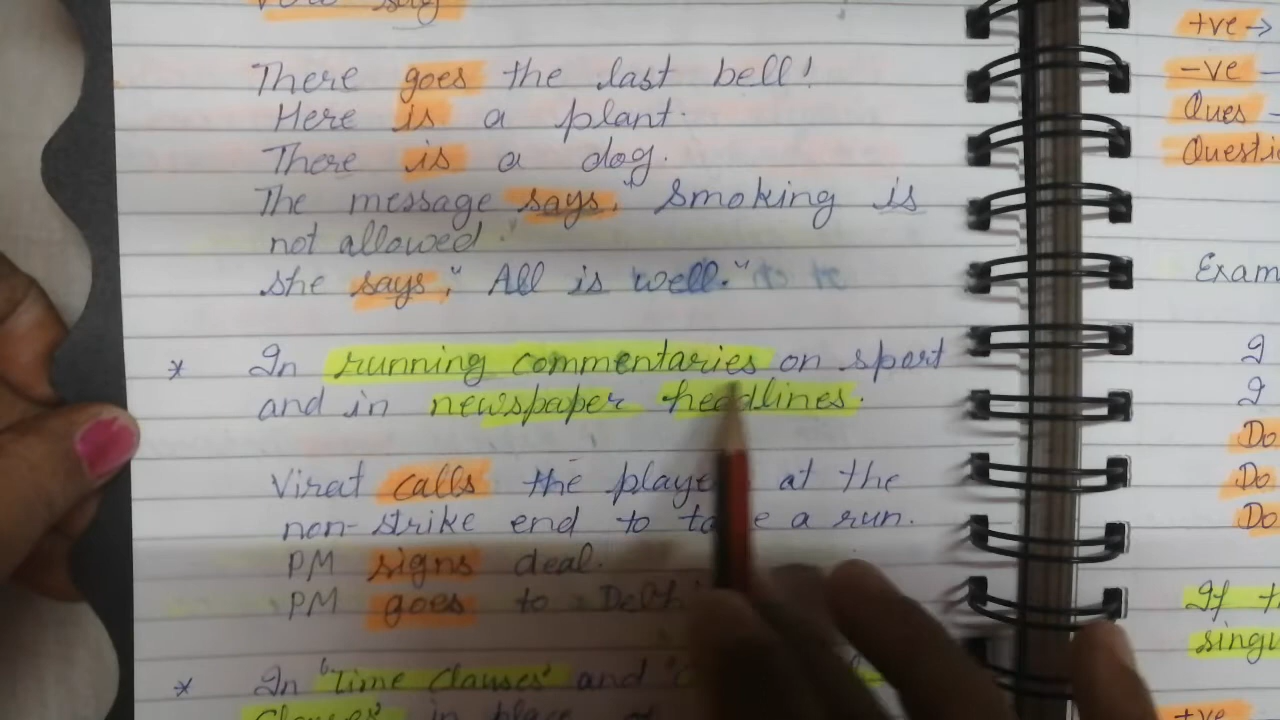 There goes the last bell!
Here is a plant.
There is a dog.
The message says, " Smoking is
not allowed.
She says, " All is well."
* In running commentaries on sport
and in newspaper headlines.
Virat calls the player at the
non-strike end to take a run.
PM signs deal.
PM goes to Delhi
* In 'Time Clauses' and
Clauses' in place
+ve →
-ve -
Ques -
Exam
I
I
Do
Do
Do
If
singu
+ve